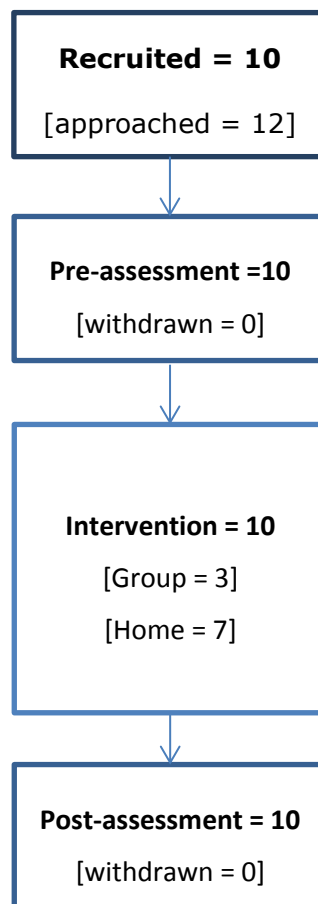 Recruited = 10
[approached = 12]
Pre-assessment =10
[withdrawn = 0]
Intervention = 10
[Group = 3]
[Home = 7]
Post-assessment = 10
[withdrawn = 0]